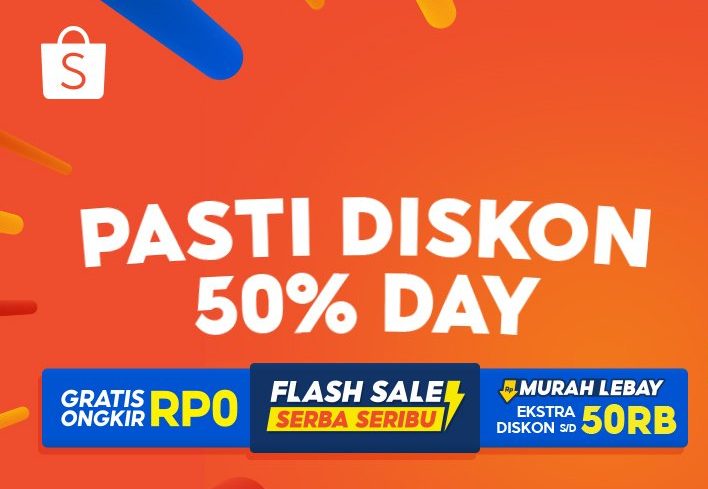 S
PASTI DISKON
50% DAY
GRATIS
ONGKIR RP0
FLASH SALE
SERBA SERIBU
Rp MURAH LEBAY
EKSTRA
DISKON S/D 50RB